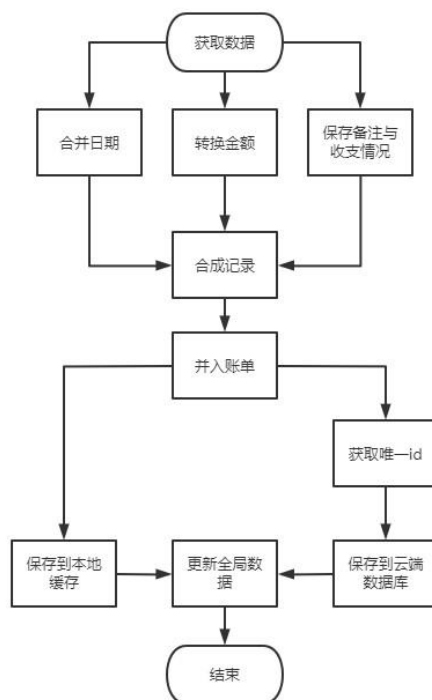 获取数据
合并日期
转换金额
保存备注与
收支情况
合成记录
并入账单
获取唯一id
保存到本地
缓存
更新全局数
据
保存到云端
数据库
结束